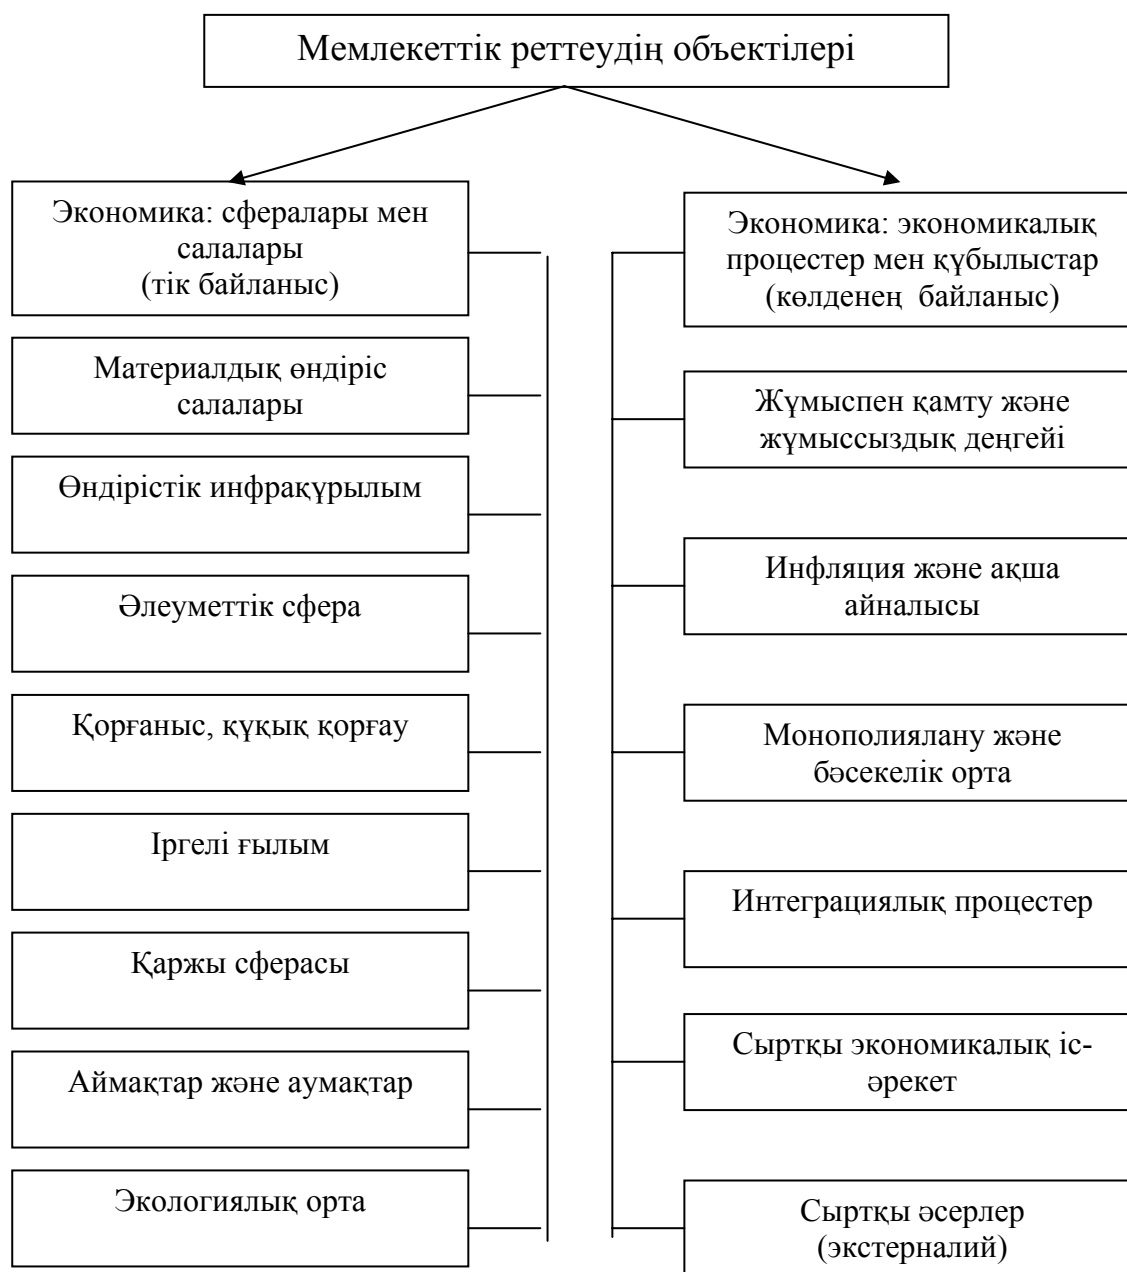 Мемлекеттік реттеудің объектілері
Экономика: сфералары мен
салалары
(тік байланыс)
Материалдық өндіріс
салалары
Өндірістік инфрақұрылым
Әлеуметтік сфера
Қорғаныс, құқық қорғау
Іргелі ғылым
Қаржы сферасы
Аймақтар және аумақтар
Экологиялық орта
Экономика: экономикалық
процестер мен құбылыстар
(көлденең байланыс)
Жұмыспен қамту және
жұмыссыздық деңгейі
Инфляция және ақша
айналысы
Монополиялану және
бәсекелік орта
Интеграциялық процестер
Сыртқы экономикалық іс-
әрекет
Сыртқы әсерлер
(экстерналий)